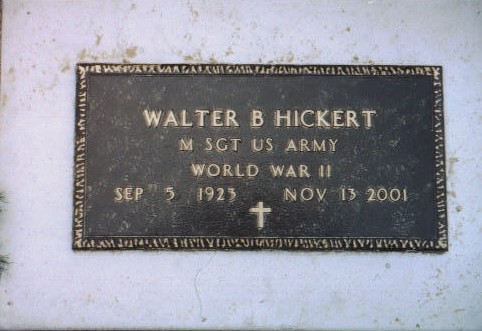 WALTER B HICKERT
M SGT US ARMY
WORLD WAR II
SEP 5 1923 NOV 13 2001